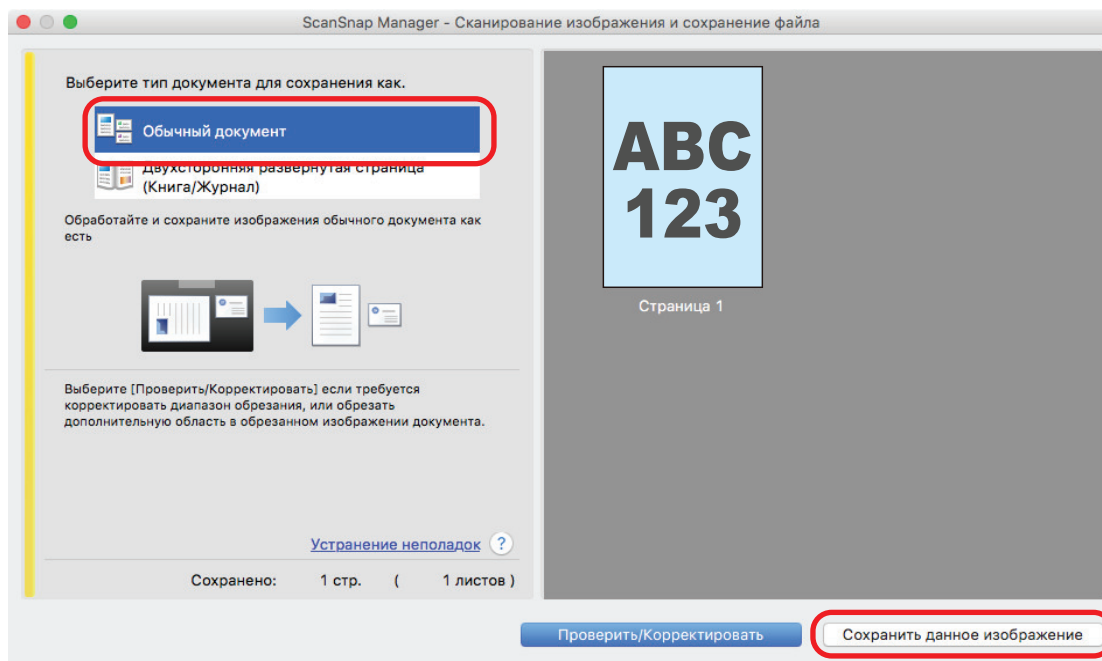 ScanSnap Manager - Сканирование изображения и сохранение файла
Выберите тип документа для сохранения как.
Обычный документ
Двухсторонняя развернутая страница
(Книга/Журнал)
Обработайте и сохраните изображения обычного документа как
есть
Выберите [Проверить/Корректировать] если требуется
корректировать диапазон обрезания, или обрезать
дополнительную область в обрезанном изображении документа.
Устранение неполадок ?
Сохранено: 1 стр. ( 1 листов )
ABC
123
Страница 1
Проверить/Корректировать
Сохранить данное изображение